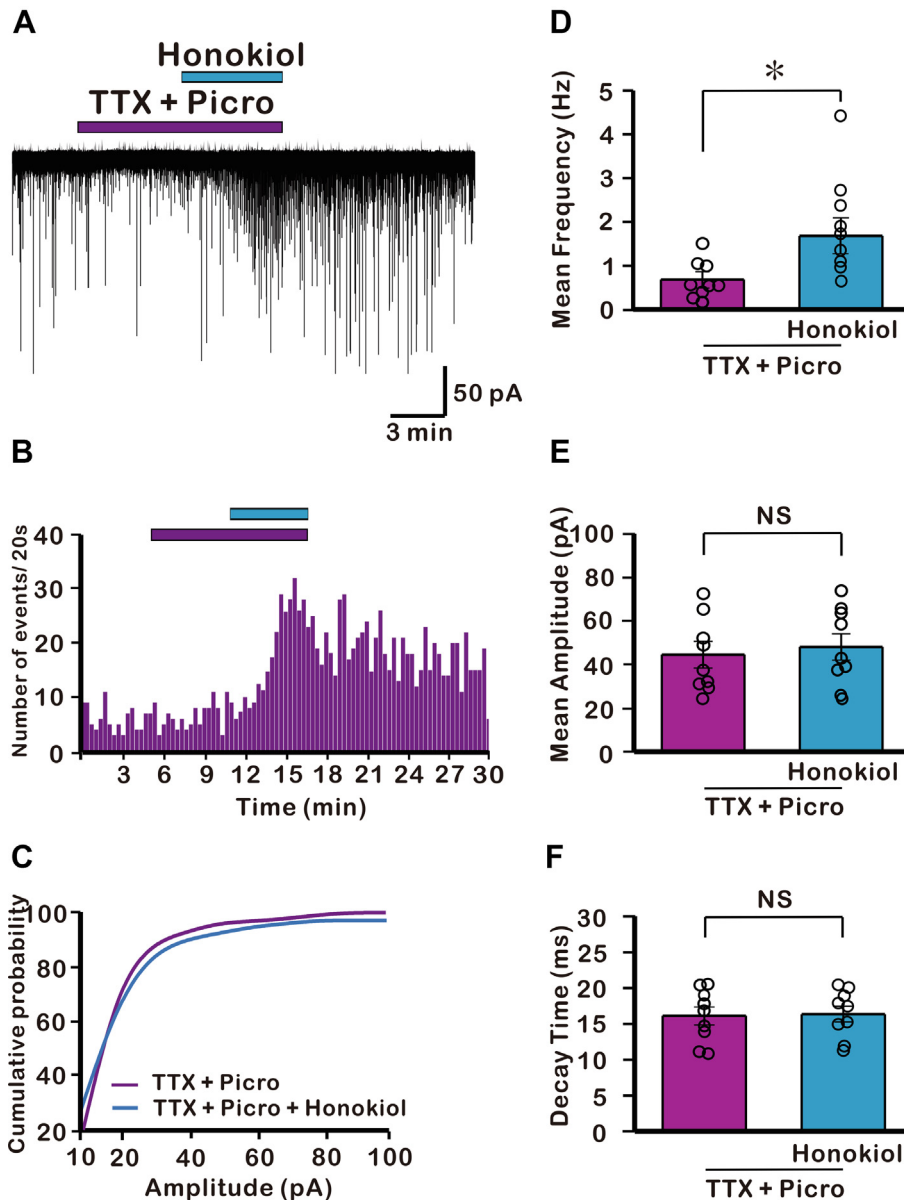 A
Honokiol
TTX + Picro
50 pA
3 min
B
Number of events/ 20s
40
30
20
10
0
3 6 9 12 15 18 21 24 27 30
Time (min)
C
Cumulative probability
100
80
60
40
20
TTX + Picro
TTX + Picro + Honokiol
10 20 40 60 80 100
Amplitude (pA)
D
*
Mean Frequency (Hz)
5
4
3
2
1
0
Honokiol
TTX + Picro
E
NS
Mean Amplitude (pA)
100
80
60
40
20
0
Honokiol
TTX + Picro
F
NS
Decay Time (ms)
30
25
20
15
10
5
0
Honokiol
TTX + Picro